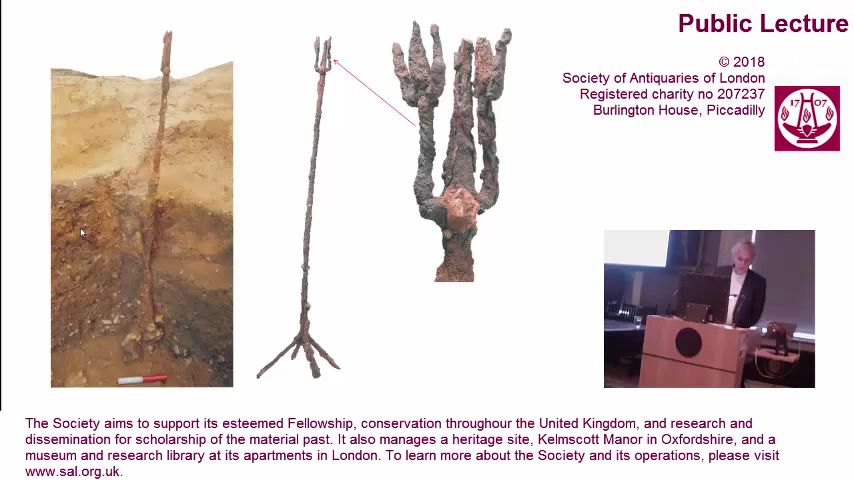 Public Lecture
© 2018
Society of Antiquaries of London
Registered charity no 207237
Burlington House, Piccadilly
1707
The Society aims to support its esteemed Fellowship, conservation throughour the United Kingdom, and research and
dissemination for scholarship of the material past. It also manages a heritage site, Kelmscott Manor in Oxfordshire, and a
museum and research library at its apartments in London. To learn more about the Society and its operations, please visit
www.sal.org.uk.